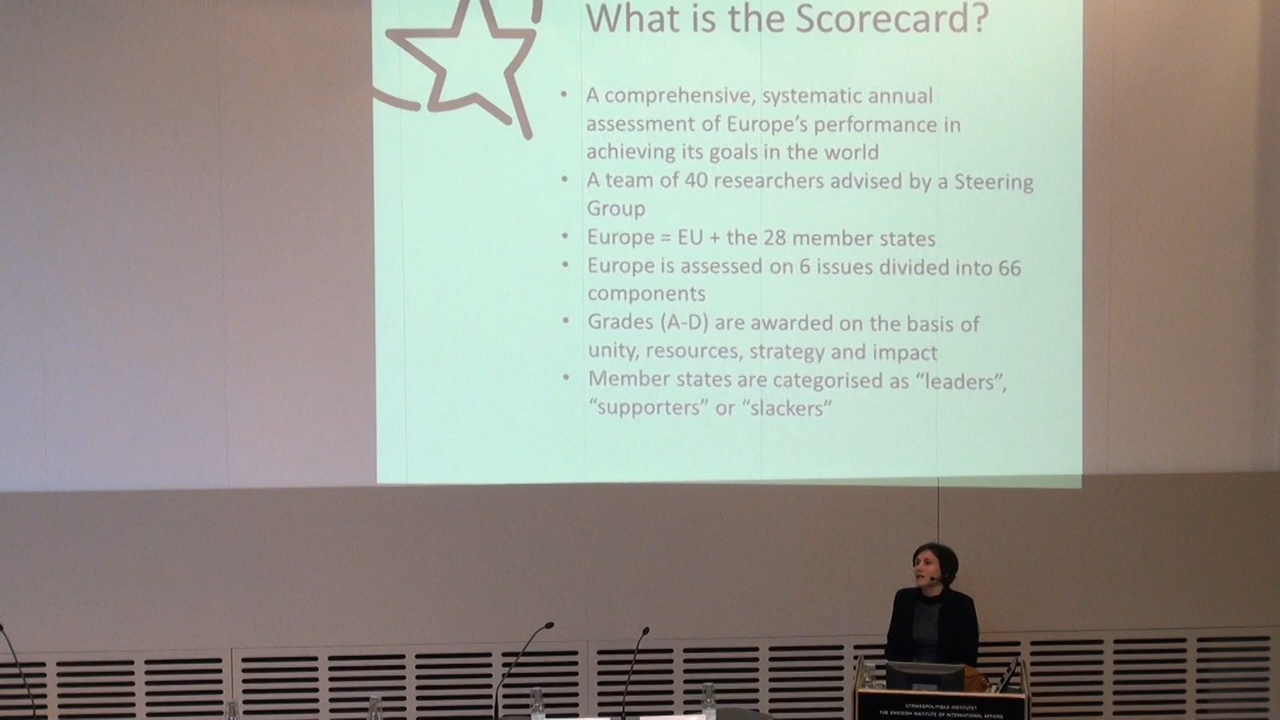 What is the Scorecard?
• A comprehensive, systematic annual
assessment of Europe's performance in
achieving its goals in the world
• A team of 40 researchers advised by a Steering
Group
• Europe = EU + the 28 member states
• Europe is assessed on 6 issues divided into 66
components
• Grades (A-D) are awarded on the basis of
unity, resources, strategy and impact
• Member states are categorised as “leaders”,
“supporters” or “slackers”
UTRIKESPOLITISKA INSTITUTET
THE SWEDISH INSTITUTE OF INTERNATIONAL AFFAIRS